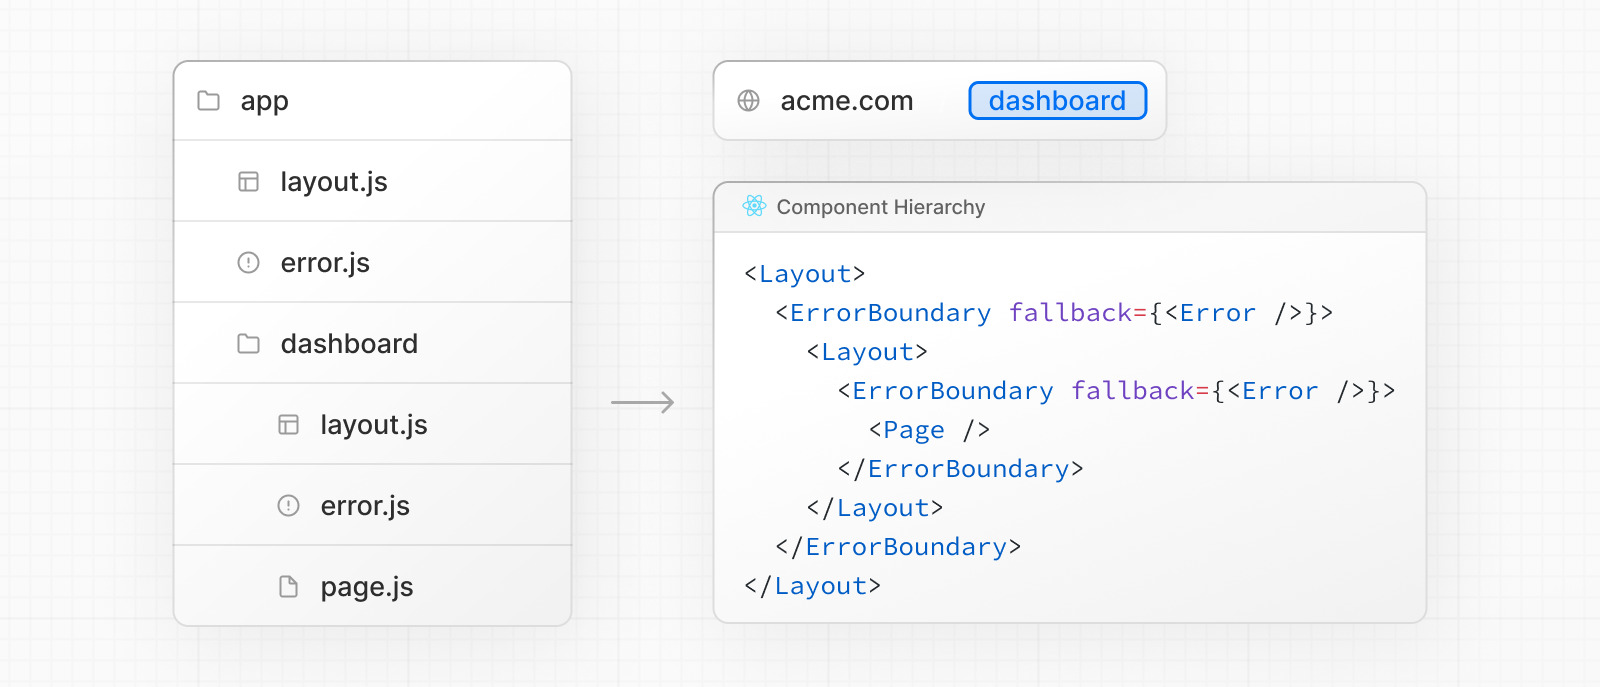 app
layout.js
error.js
dashboard
layout.js
error.js
page.js
acme.com dashboard
Component Hierarchy
<Layout>
  <ErrorBoundary fallback={<Error />}>
    <Layout>
      <ErrorBoundary fallback={<Error />}>
        <Page />
      </ErrorBoundary>
    </Layout>
  </ErrorBoundary>
</Layout>